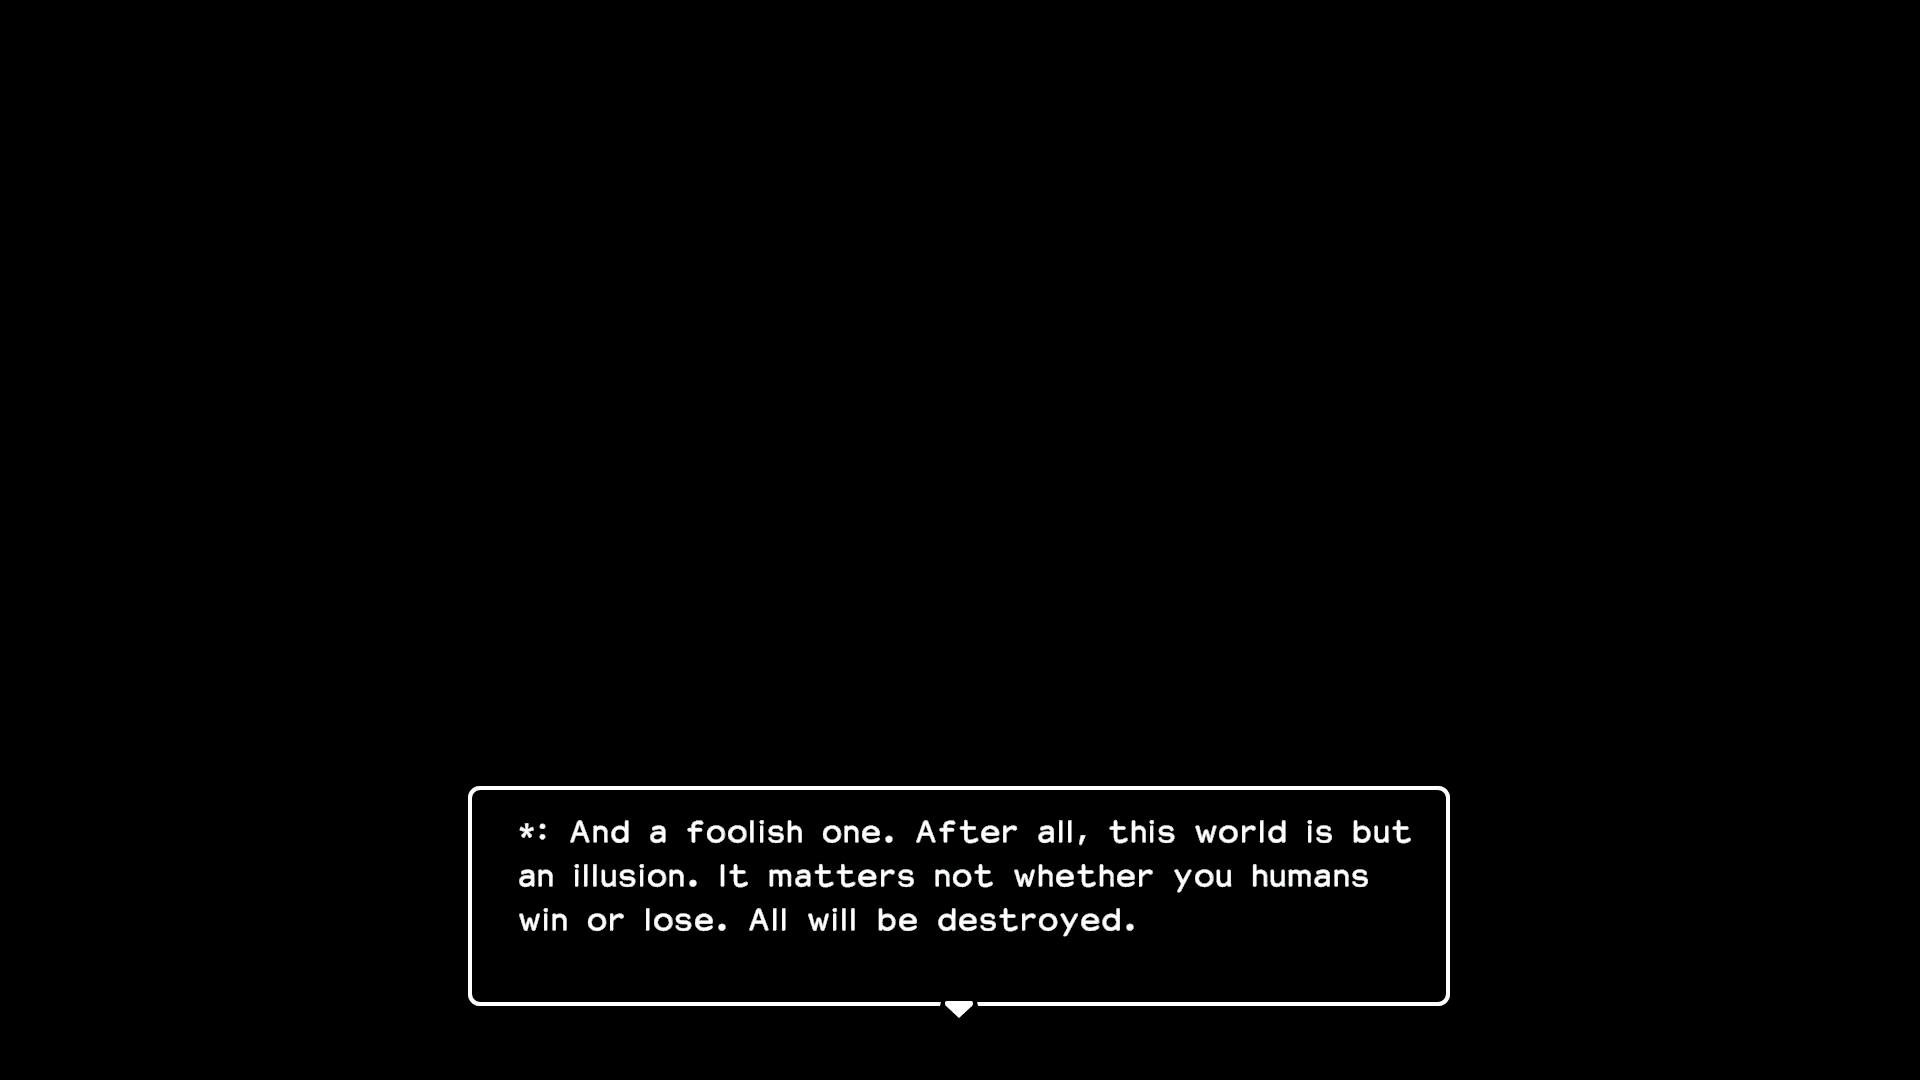 *: And a foolish one. After all, this world is but
an illusion. It matters not whether you humans
win or lose. All will be destroyed.